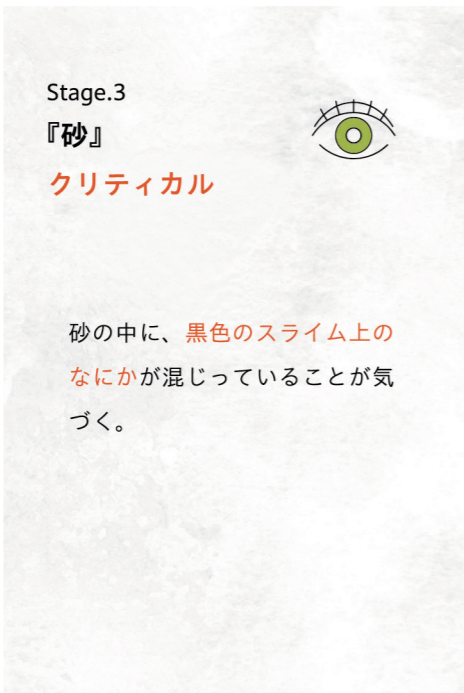 Stage.3
『砂』
クリティカル
砂の中に、黒色のスライム上の
なにかが混じっていることが気
づく。